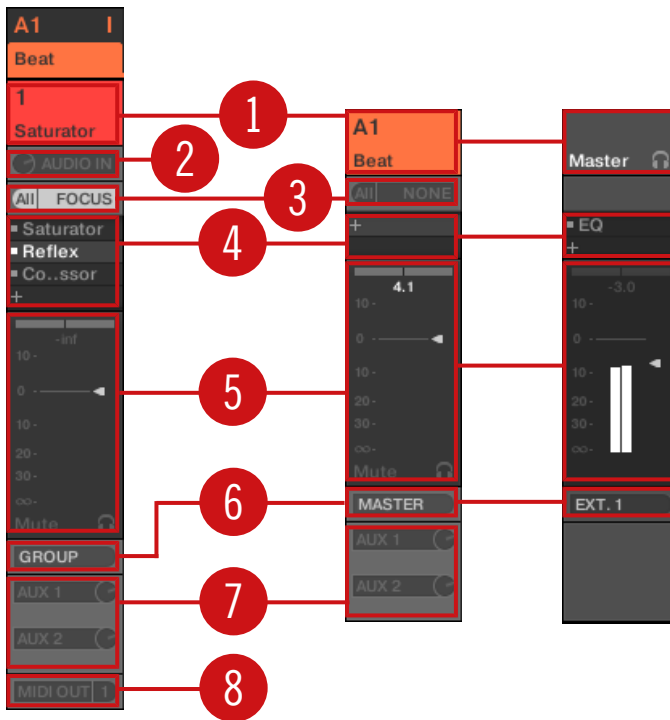 A1 I
Beat
1
Saturator
AUDIO IN
All FOCUS
Saturator
Reflex
Co..ssor
+
-inf
10-
0 -
10-
20-
30-
∞-
Mute
GROUP
AUX 1
AUX 2
MIDI OUT 1
1
2
3
4
5
6
7
8
A1
Beat
All NONE
+
4.1
10-
0 -
10-
20-
30-
∞-
Mute
MASTER
AUX 1
AUX 2
Master
EQ
+
-3.0
10-
0 -
10-
20-
30-
∞-
EXT. 1